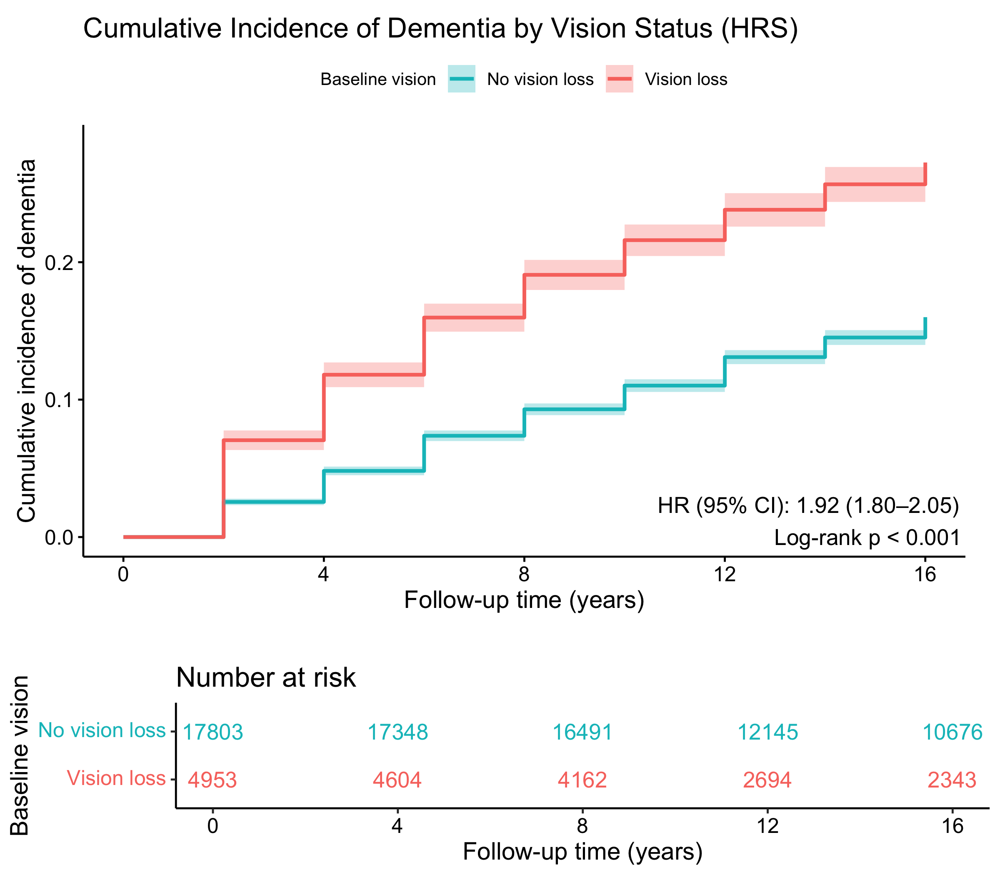 Cumulative Incidence of Dementia by Vision Status (HRS)
Baseline vision No vision loss Vision loss
Cumulative incidence of dementia
0.2
0.1
0.0
HR (95% CI): 1.92 (1.80–2.05)
Log-rank p < 0.001
0 4 8 12 16
Follow-up time (years)
Number at risk
Baseline vision
No vision loss 17803 17348 16491 12145 10676
Vision loss 4953 4604 4162 2694 2343
0 4 8 12 16
Follow-up time (years)